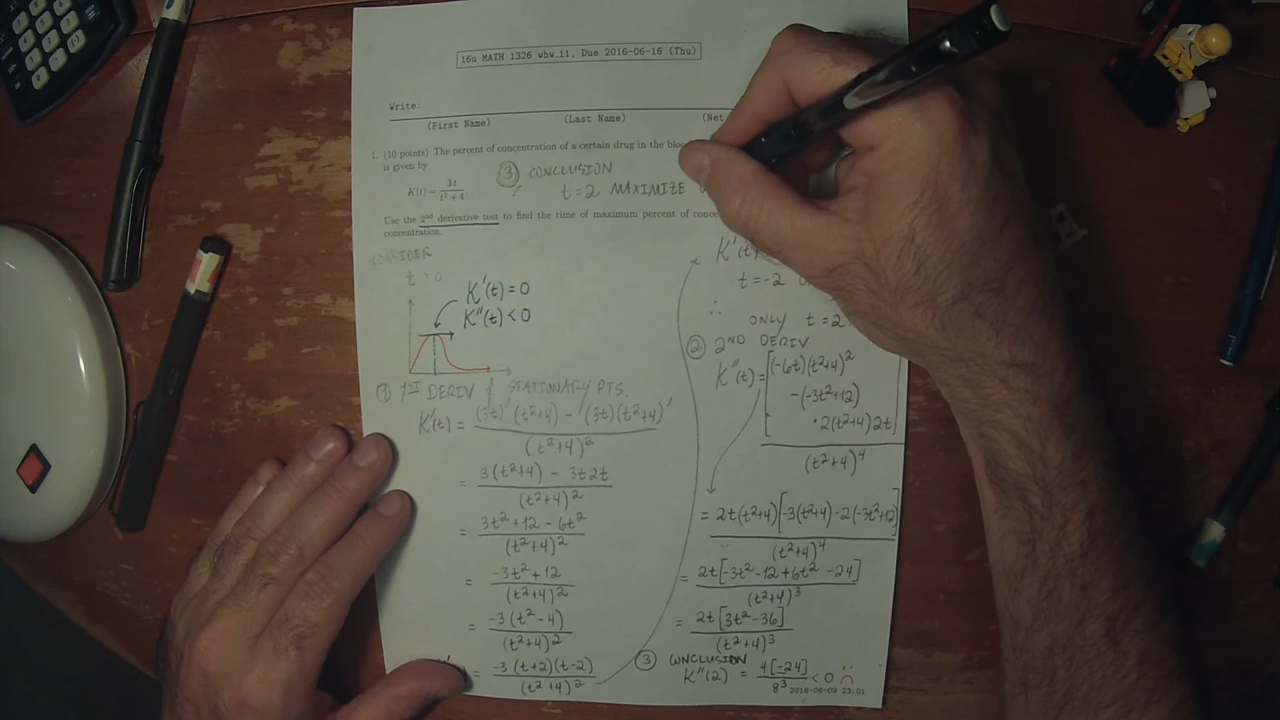 16u MATH 1326 whw.11, Due 2016-06-16 (Thu)
Write:
(First Name) (Last Name) (Net
1. (10 points) The percent of concentration of a certain drug in the bloo
is given by
K(t) = 3t / t² + 4
③ CONCLUSION
t=2 MAXIMIZE
Use the 2nd derivative test to find the time of maximum percent of conce
concentration.
CONSIDER
t > 0
K'(t) = 0
K''(t) < 0
① 1ST DERIV & STATIONARY PTS.
K'(t) = (3t)'(t²+4) - (3t)(t²+4)' / (t²+4)²
= 3(t²+4) - 3t2t / (t²+4)²
= 3t²+12 - 6t² / (t²+4)²
= -3t²+12 / (t²+4)²
= -3(t²-4) / (t²+4)²
= -3(t+2)(t-2) / (t²+4)²
K'(t)
t=-2
∴
ONLY t=2
② 2ND DERIV
K''(t) = [(-6t)(t²+4)²
-(-3t²+12)
·2(t²+4)2t]
(t²+4)⁴
= 2t(t²+4)[-3(t²+4)-2(-3t²+12)] / (t²+4)⁴
= 2t[-3t²-12+6t²-24] / (t²+4)³
= 2t[3t²-36] / (t²+4)³
③ CONCLUSION
K''(2) = 4[-24] / 8³ < 0
2016-06-09 23:01